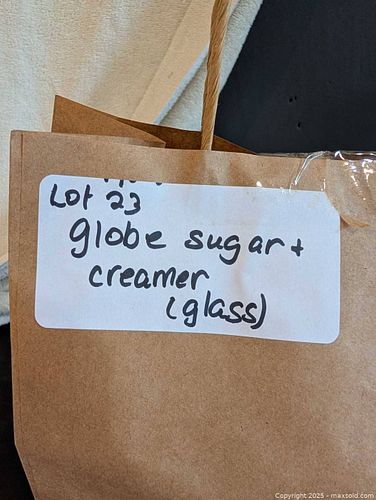 Lot 23
globe sugar +
creamer
(glass)
Copyright 2025 - maxsold.com